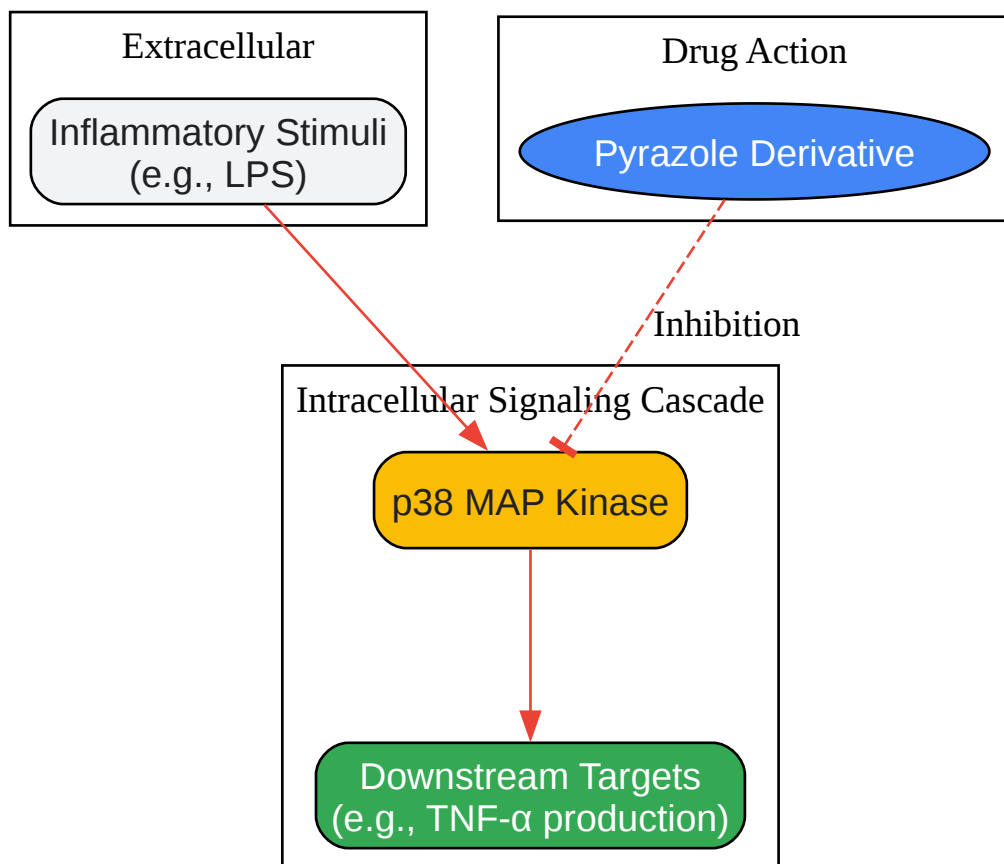 Extracellular
Inflammatory Stimuli
(e.g., LPS)
Drug Action
Pyrazole Derivative
Inhibition
Intracellular Signaling Cascade
p38 MAP Kinase
Downstream Targets
(e.g., TNF-α production)